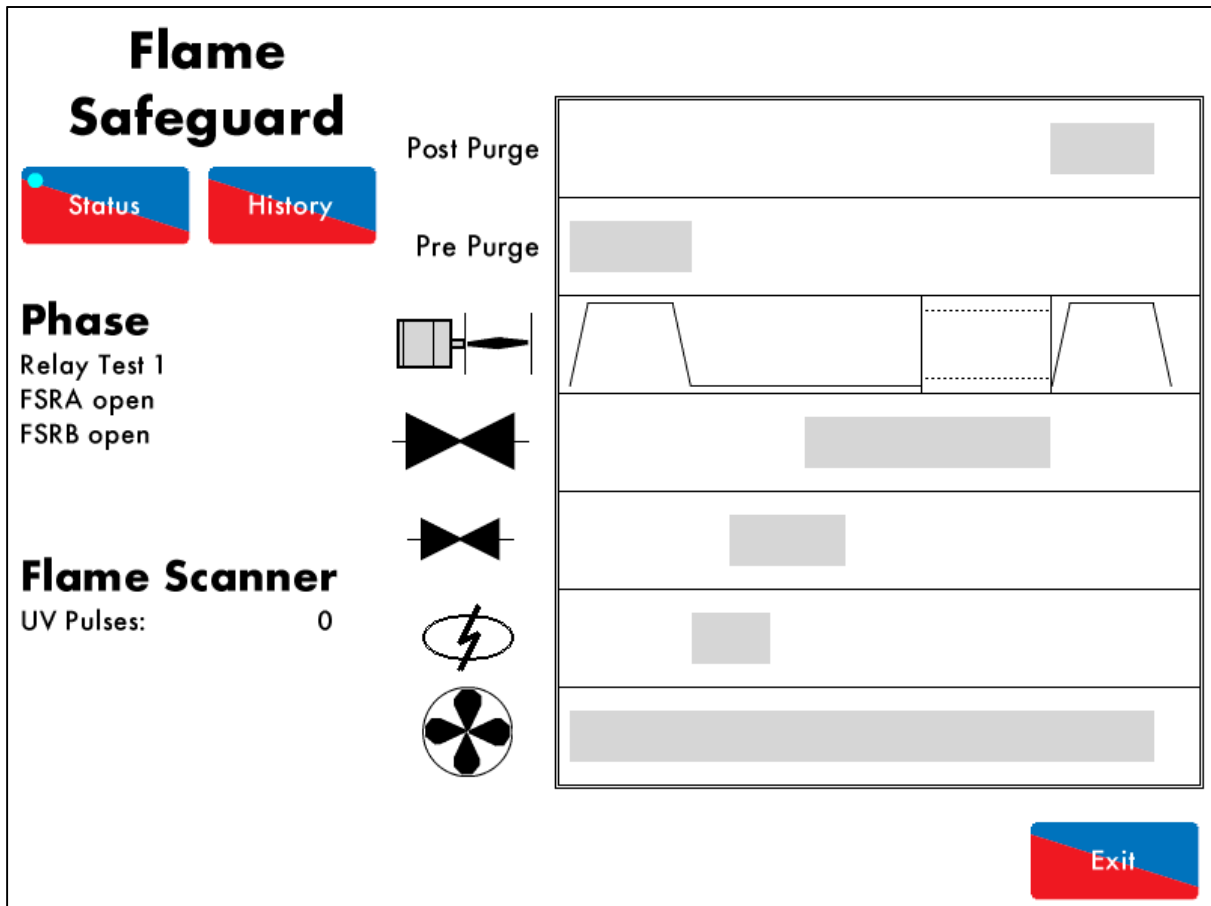 Flame
Safeguard
Status
History
Post Purge
Pre Purge
Phase
Relay Test 1
FSRA open
FSRB open
Flame Scanner
UV Pulses: 0
Exit